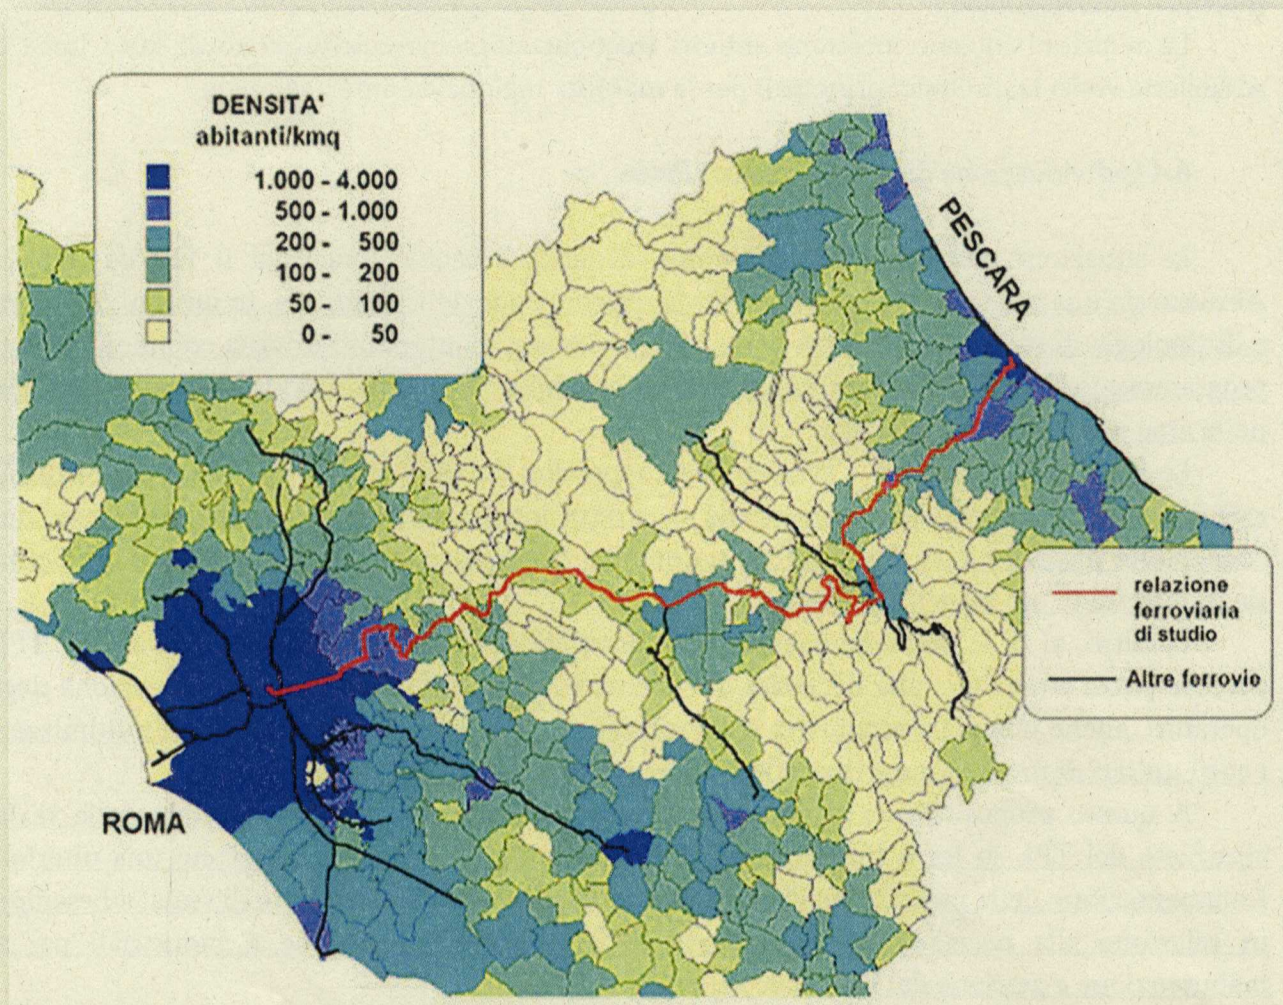 DENSITA'
abitanti/kmq
1.000 - 4.000
500 - 1.000
200 - 500
100 - 200
50 - 100
0 - 50
PESCARA
relazione
ferroviaria
di studio
Altre ferrovie
ROMA